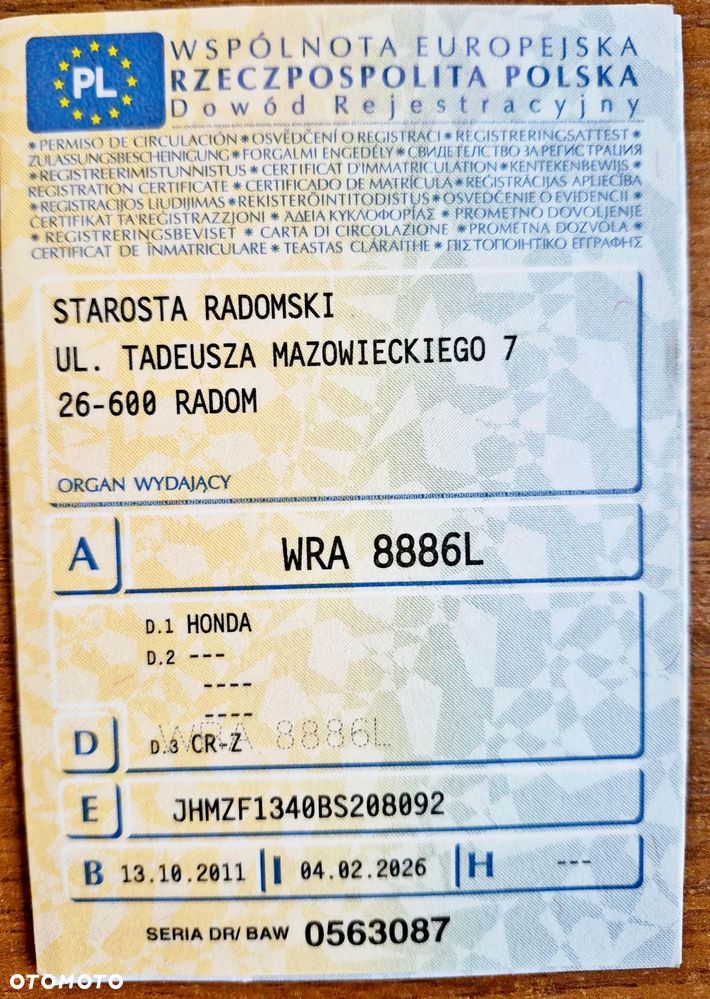 PL
WSPÓLNOTA EUROPEJSKA
RZECZPOSPOLITA POLSKA
Dowód Rejestracyjny
*PERMISO DE CIRCULACIÓN*OSVĚDČENÍ O REGISTRACI*REGISTRERINGSATTEST*
ZULASSUNGSBESCHEINIGUNG*FORGALMI ENGEDÉLY*СВИДЕТЕЛСТВО ЗА РЕГИСТРАЦИЯ
*REGISTREERIMISTUNNISTUS*CERTIFICAT D'IMMATRICULATION*KENTEKENBEWIJS*
REGISTRATION CERTIFICATE*CERTIFICADO DE MATRÍCULA*REĢISTRĀCIJAS APLIECĪBA
*REGISTRACIJOS LIUDIJIMAS*REKISTERÖINTITODISTUS*OSVEDČENIE O EVIDENCII*
ĊERTIFIKAT TA'REĠISTRAZZJONI*ΑΔΕΙΑ ΚΥΚΛΟΦΟΡΙΑΣ*PROMETNO DOVOLJENJE
*REGISTRERINGSBEVISET*CARTA DI CIRCOLAZIONE*PROMETNA DOZVOLA*
CERTIFICAT DE ÎNMATRICULARE*TEASTAS CLÁRAITHE*ΠΙΣΤΟΠΟΙΗΤΙΚΟ ΕΓΓΡΑΦΗΣ
STAROSTA RADOMSKI
UL. TADEUSZA MAZOWIECKIEGO 7
26-600 RADOM
ORGAN WYDAJĄCY
A WRA 8886L
D.1 HONDA
D.2 ---
----
----
WRA 8886L
D D.3 CR-Z
E JHMZF1340BS208092
B 13.10.2011 I 04.02.2026 H ---
SERIA DR/ BAW 0563087
OTOMOTO